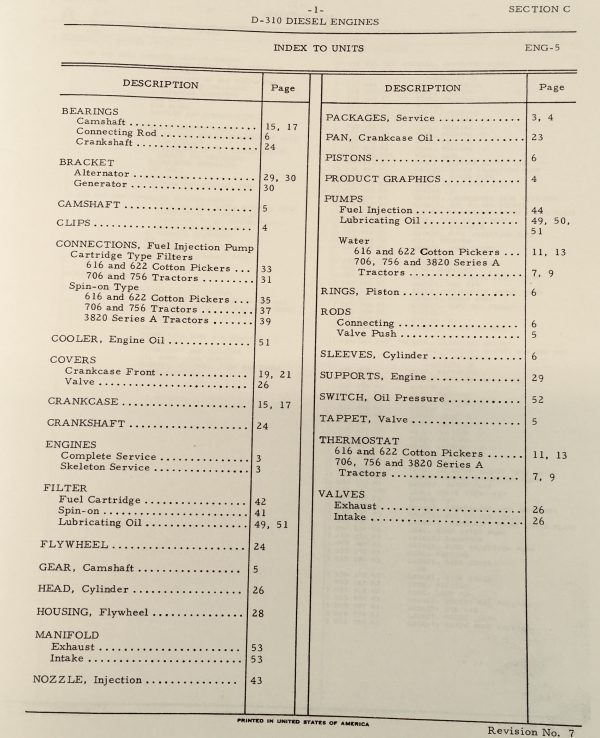 -1-
SECTION C
D-310 DIESEL ENGINES
INDEX TO UNITS
ENG-5
DESCRIPTION Page
BEARINGS
Camshaft ...................... 15, 17
Connecting Rod ................ 6
Crankshaft .................... 24
BRACKET
Alternator .................... 29, 30
Generator ..................... 30
CAMSHAFT ...................... 5
CLIPS ......................... 4
CONNECTIONS, Fuel Injection Pump
Cartridge Type Filters
616 and 622 Cotton Pickers ... 33
706 and 756 Tractors ......... 31
Spin-on Type
616 and 622 Cotton Pickers ... 35
706 and 756 Tractors ......... 37
3820 Series A Tractors ....... 39
COOLER, Engine Oil ............ 51
COVERS
Crankcase Front ............... 19, 21
Valve ......................... 26
CRANKCASE ..................... 15, 17
CRANKSHAFT .................... 24
ENGINES
Complete Service .............. 3
Skeleton Service .............. 3
FILTER
Fuel Cartridge ................ 42
Spin-on ....................... 41
Lubricating Oil ............... 49, 51
FLYWHEEL ...................... 24
GEAR, Camshaft ................ 5
HEAD, Cylinder ................ 26
HOUSING, Flywheel ............. 28
MANIFOLD
Exhaust ....................... 53
Intake ........................ 53
NOZZLE, Injection ............. 43
DESCRIPTION Page
PACKAGES, Service .............. 3, 4
PAN, Crankcase Oil ............. 23
PISTONS ........................ 6
PRODUCT GRAPHICS ............... 4
PUMPS
Fuel Injection ................. 44
Lubricating Oil ................ 49, 50,
51
Water
616 and 622 Cotton Pickers ... 11, 13
706, 756 and 3820 Series A
Tractors ..................... 7, 9
RINGS, Piston .................. 6
RODS
Connecting ..................... 6
Valve Push ..................... 5
SLEEVES, Cylinder .............. 6
SUPPORTS, Engine ............... 29
SWITCH, Oil Pressure ........... 52
TAPPET, Valve .................. 5
THERMOSTAT
616 and 622 Cotton Pickers ...... 11, 13
706, 756 and 3820 Series A
Tractors ....................... 7, 9
VALVES
Exhaust ........................ 26
Intake ......................... 26
PRINTED IN UNITED STATES OF AMERICA
Revision No. 7